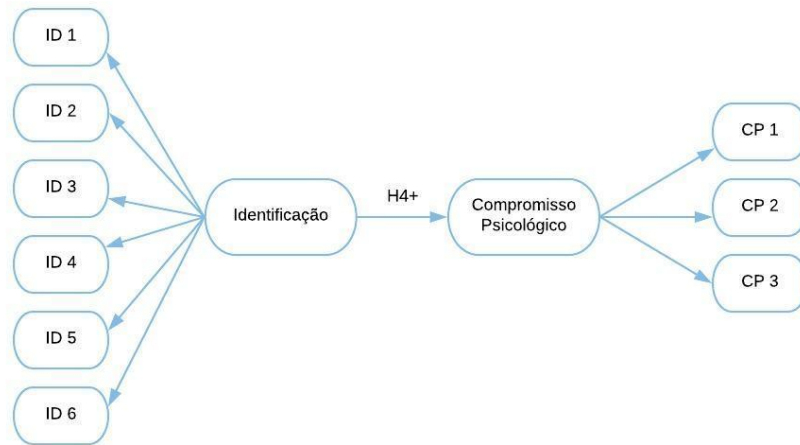 ID 1
ID 2
ID 3
ID 4
ID 5
ID 6
Identificação
H4+
Compromisso
Psicológico
CP 1
CP 2
CP 3